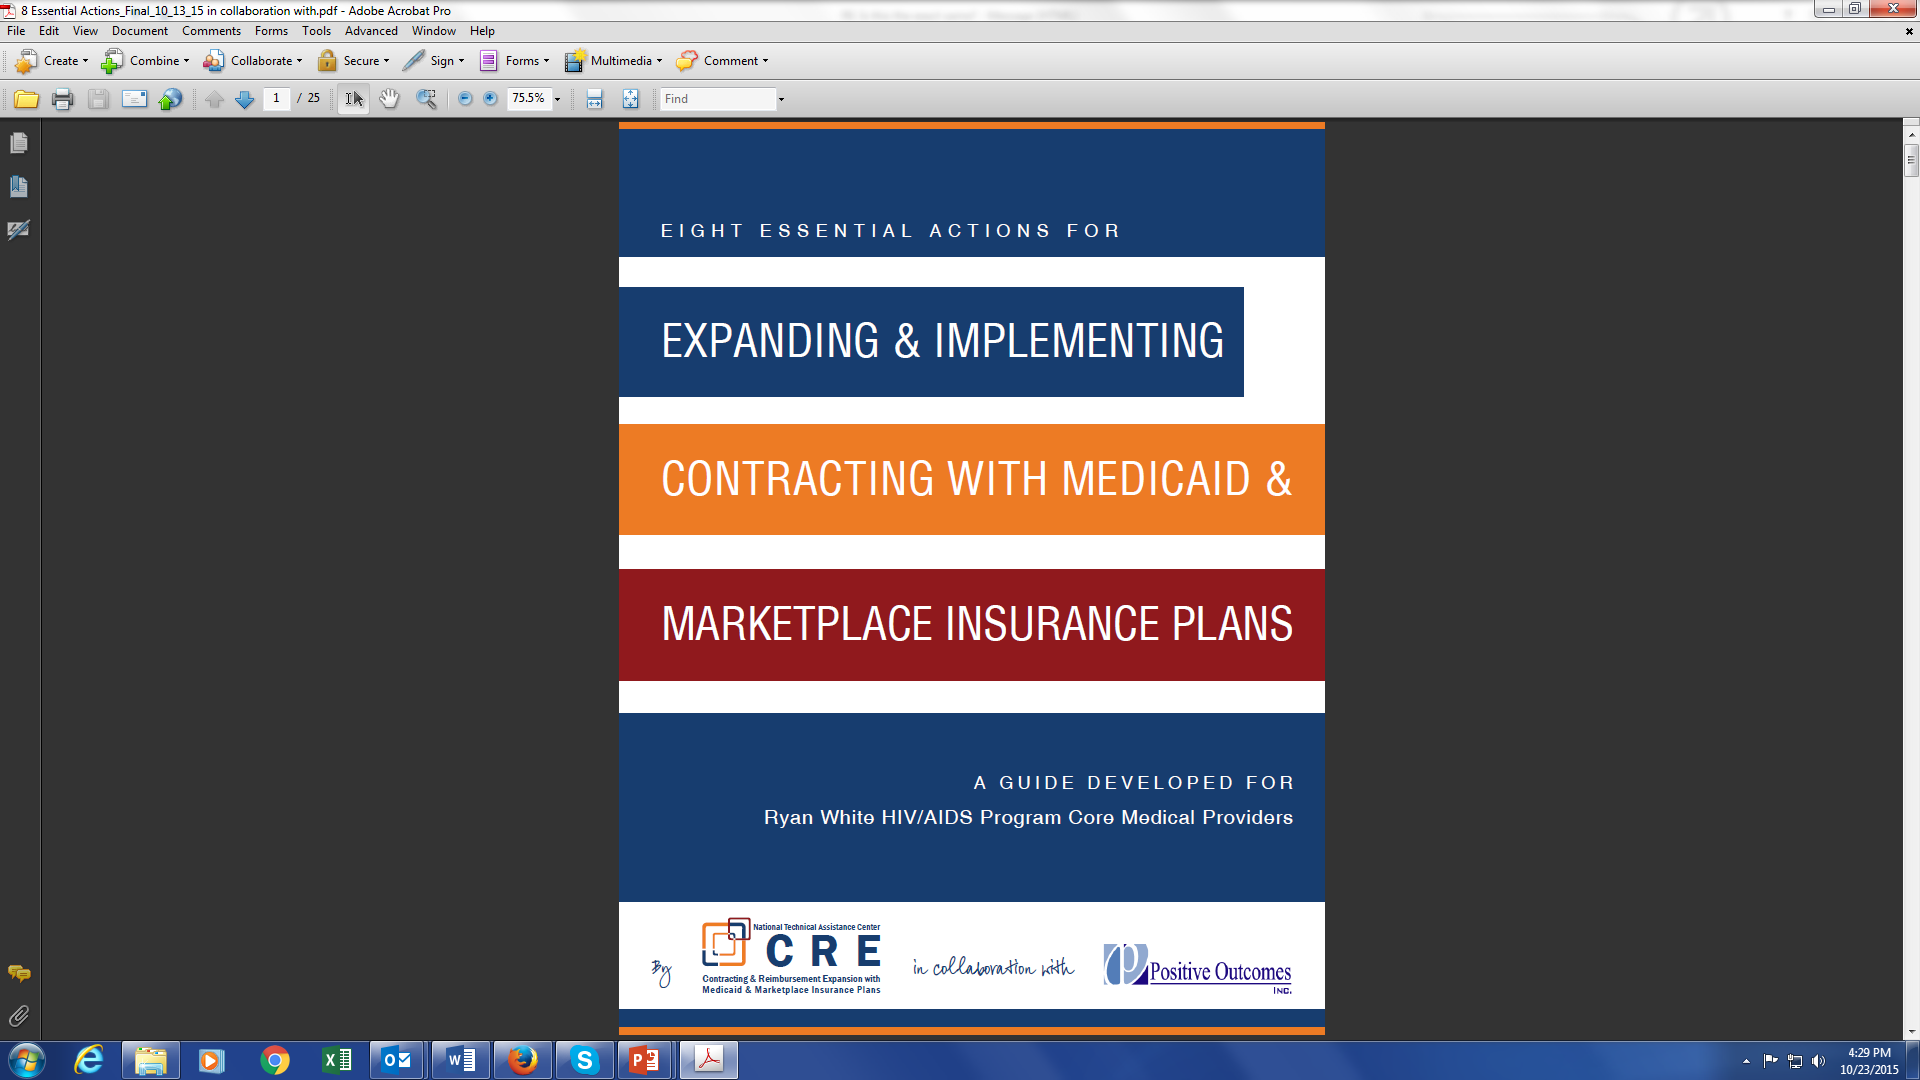 8 Essential Actions_Final_10_13_15 in collaboration with.pdf - Adobe Acrobat Pro
File Edit View Document Comments Forms Tools Advanced Window Help
Create Combine Collaborate Secure Sign Forms Multimedia Comment
1 / 25 75.5% Find
EIGHT ESSENTIAL ACTIONS FOR
EXPANDING & IMPLEMENTING
CONTRACTING WITH MEDICAID &
MARKETPLACE INSURANCE PLANS
A GUIDE DEVELOPED FOR
Ryan White HIV/AIDS Program Core Medical Providers
By
National Technical Assistance Center
CRE
Contracting & Reimbursement Expansion with
Medicaid & Marketplace Insurance Plans
in collaboration with
Positive Outcomes
INC.
4:29 PM
10/23/2015